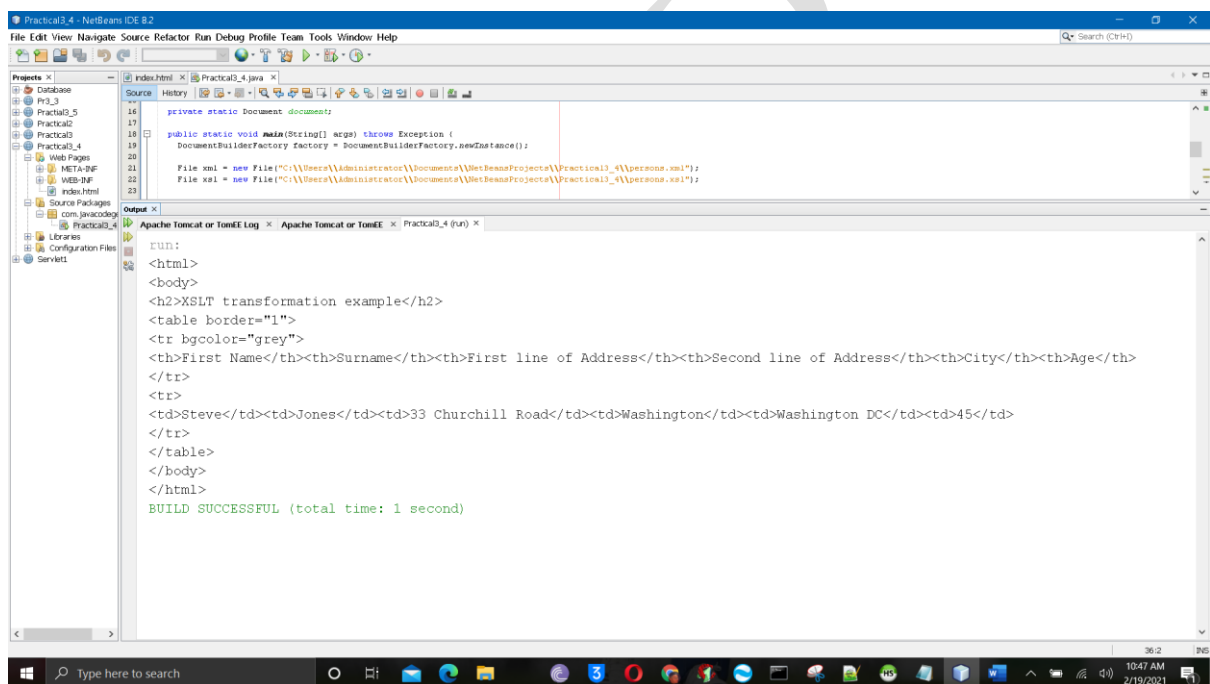 Practical3_4 - NetBeans IDE 8.2
File Edit View Navigate Source Refactor Run Debug Profile Team Tools Window Help
Search (Ctrl+I)
Projects
index.html
Practical3_4.java
Database
Pr3_3
Practial3_5
Practical2
Practical3
Practical3_4
Web Pages
META-INF
WEB-INF
index.html
Source Packages
com.javacodege
Practical3_4
Libraries
Configuration Files
Servlet1
Source History
16 private static Document document;
17
18 public static void main(String[] args) throws Exception {
19 DocumentBuilderFactory factory = DocumentBuilderFactory.newInstance();
20
21 File xml = new File("C:\\Users\\Administrator\\Documents\\NetBeansProjects\\Practical3_4\\persons.xml");
22 File xsl = new File("C:\\Users\\Administrator\\Documents\\NetBeansProjects\\Practical3_4\\persons.xsl");
23
Output
Apache Tomcat or TomEE Log
Apache Tomcat or TomEE
Practical3_4 (run)
run:
<html>
<body>
<h2>XSLT transformation example</h2>
<table border="1">
<tr bgcolor="grey">
<th>First Name</th><th>Surname</th><th>First line of Address</th><th>Second line of Address</th><th>City</th><th>Age</th>
</tr>
<tr>
<td>Steve</td><td>Jones</td><td>33 Churchill Road</td><td>Washington</td><td>Washington DC</td><td>45</td>
</tr>
</table>
</body>
</html>
BUILD SUCCESSFUL (total time: 1 second)
36:2
INS
Type here to search
10:47 AM
2/19/2021